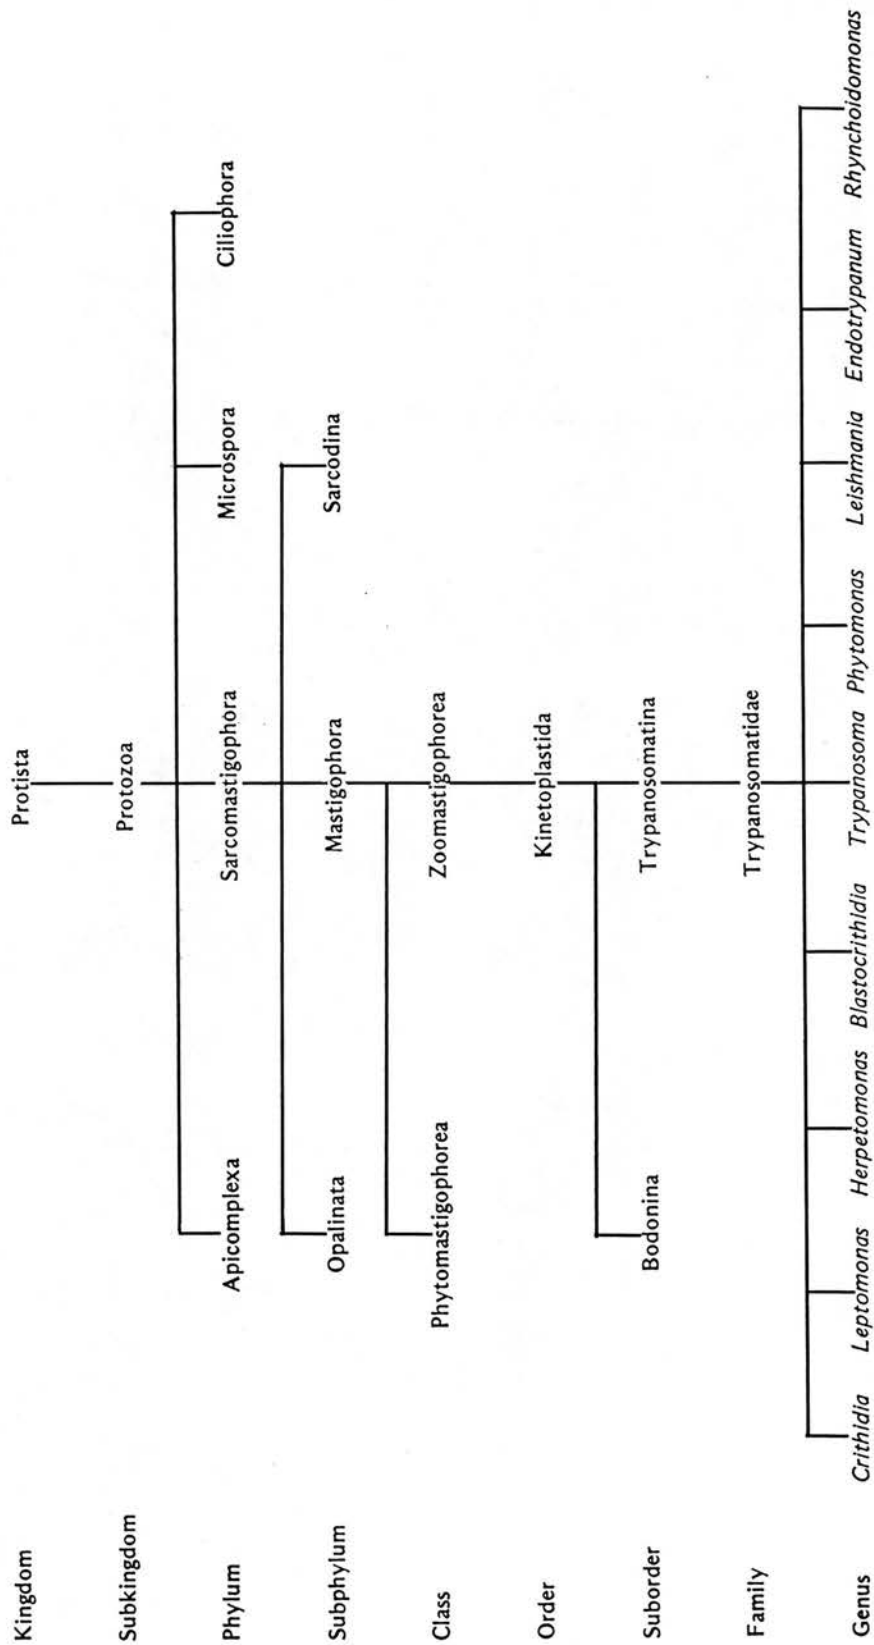 Kingdom Protista
Subkingdom Protozoa
Phylum Apicomplexa Sarcomastigophora Microspora Ciliophora
Subphylum Opalinata Mastigophora Sarcodina
Class Phytomastigophorea Zoomastigophorea
Order Kinetoplastida
Suborder Bodonina Trypanosomatina
Family Trypanosomatidae
Genus Crithidia Leptomonas Herpetomonas Blastocrithidia Trypanosoma Phytomonas Leishmania Endotrypanum Rhynchoidomonas